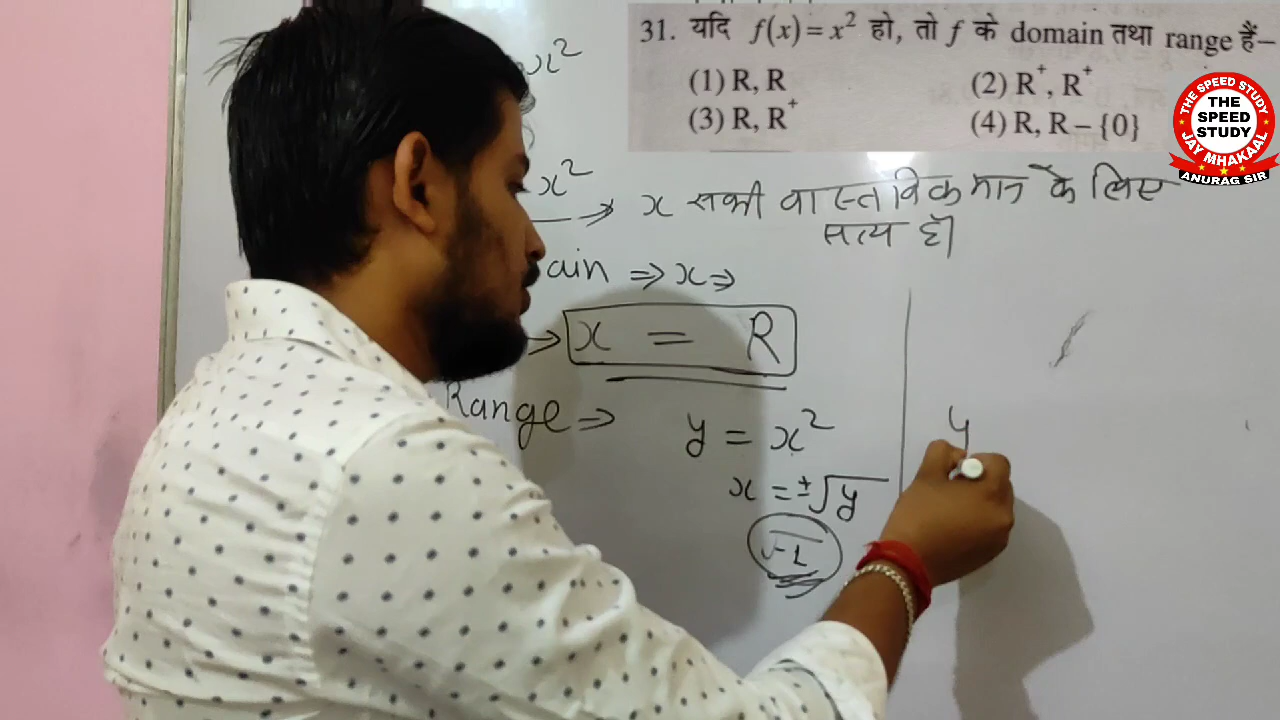 31. यदि f(x)=x² हो, तो f के domain तथा range हैं–
(1) R, R
(2) R⁺, R⁺
(3) R, R⁺
(4) R, R – {0}
THE SPEED STUDY
THE
SPEED
STUDY
JAY MHAKAAL
ANURAG SIR
x²
x²
→ x सभी वास्तविक मान के लिए
सत्य है।
ain ⇒ x ⇒
→ x = R
Range ⇒ y = x²
x = ±√y
√-1
y